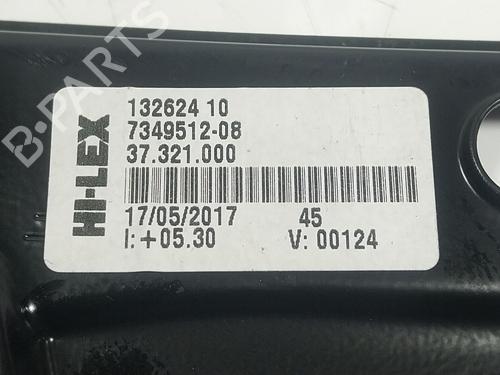 B-PARTS
HI-LEX
132624 10
7349512-08
37.321.000
17/05/2017 45
I: +05.30 V: 00124